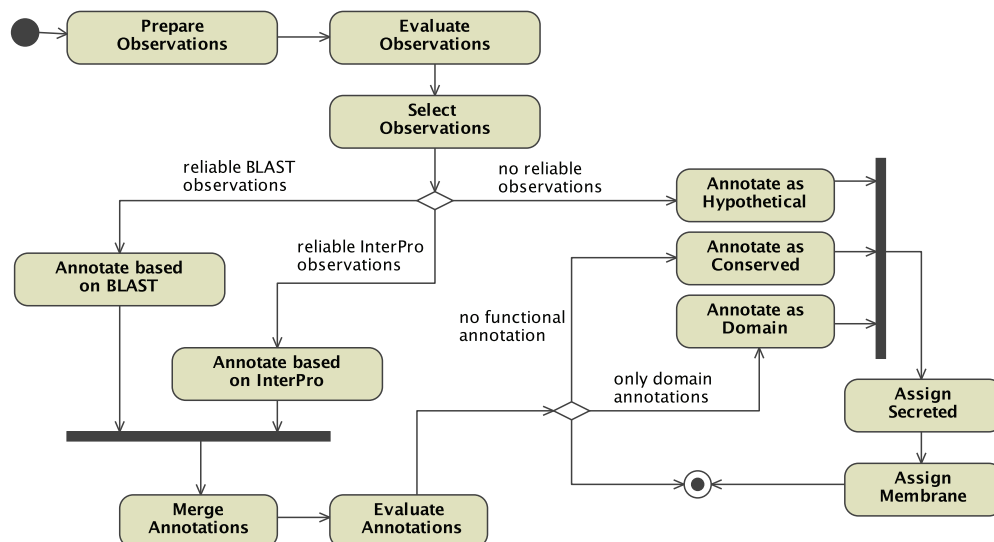 Prepare
Observations
Evaluate
Observations
Select
Observations
reliable BLAST
observations
no reliable
observations
Annotate as
Hypothetical
reliable InterPro
observations
Annotate as
Conserved
Annotate based
on BLAST
no functional
annotation
Annotate as
Domain
Annotate based
on InterPro
only domain
annotations
Assign
Secreted
Merge
Annotations
Evaluate
Annotations
Assign
Membrane